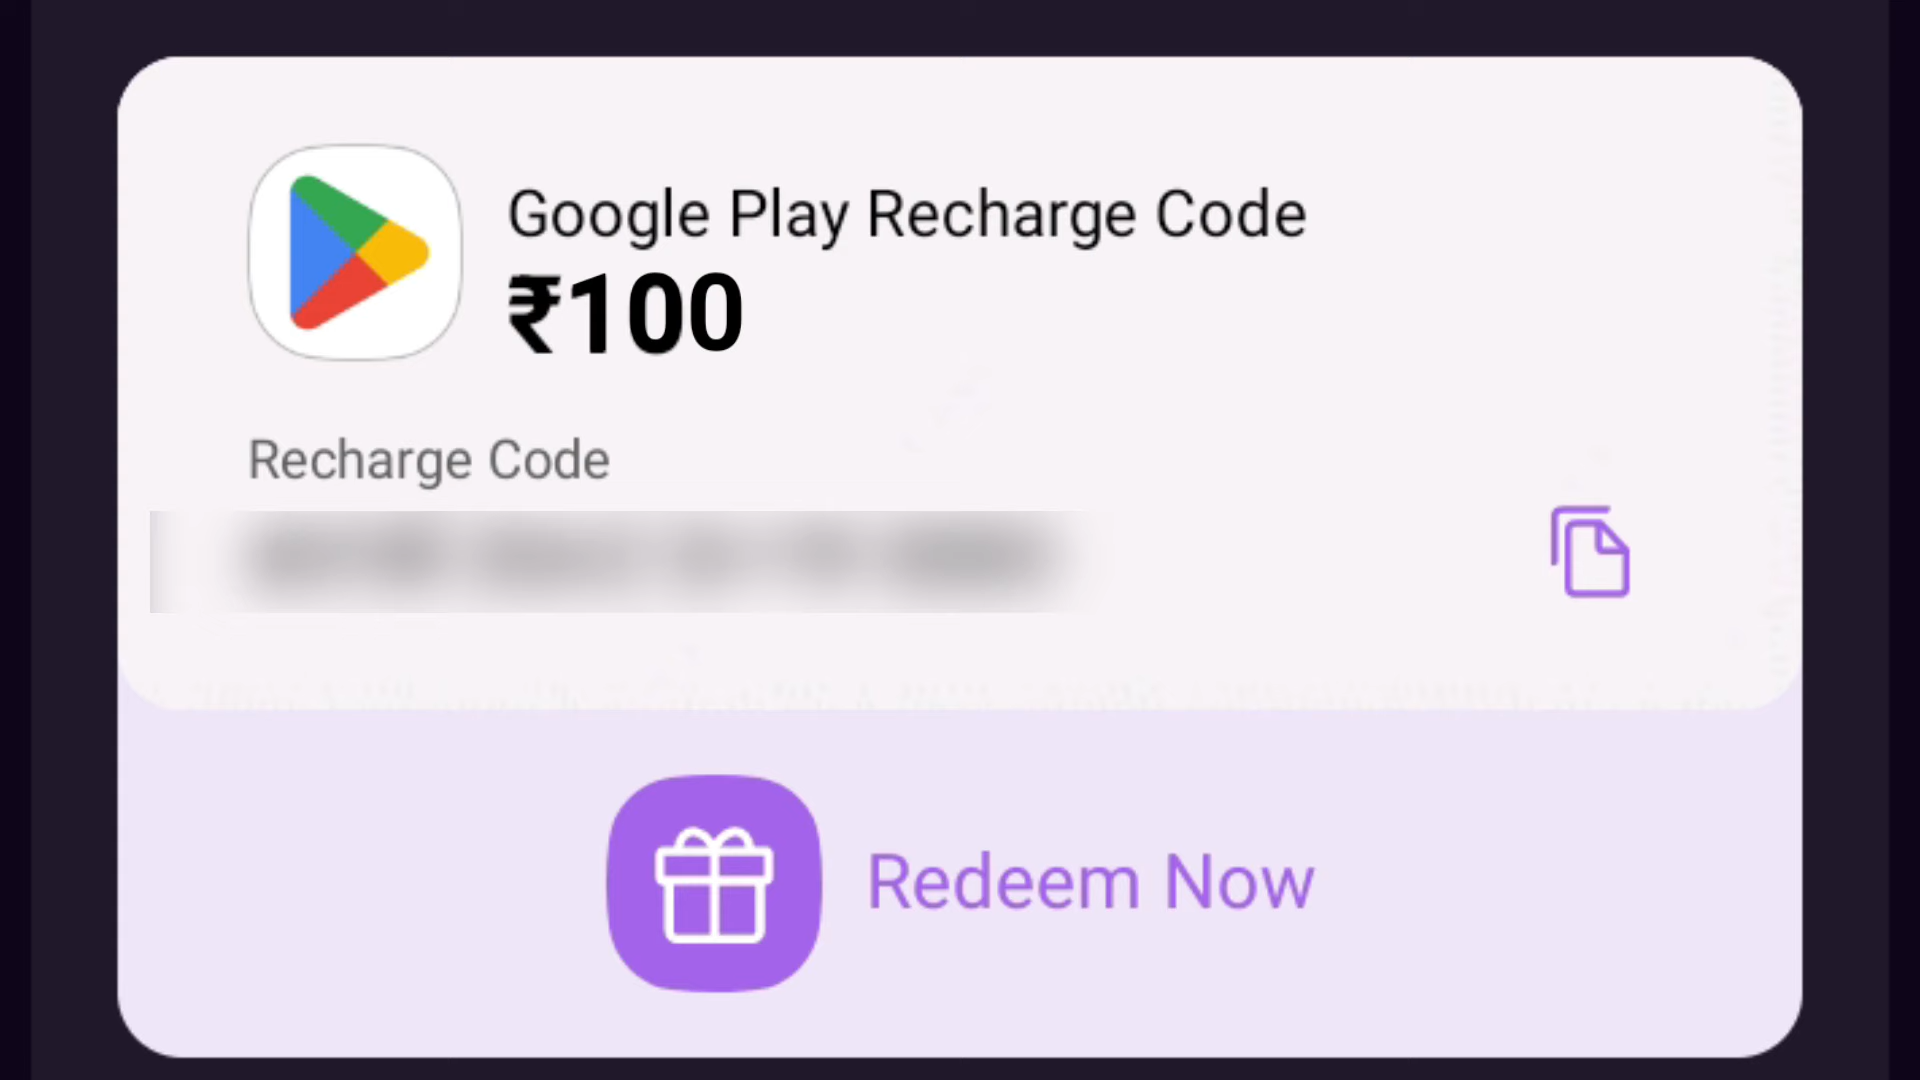 Google Play Recharge Code
₹100
Recharge Code
Redeem Now